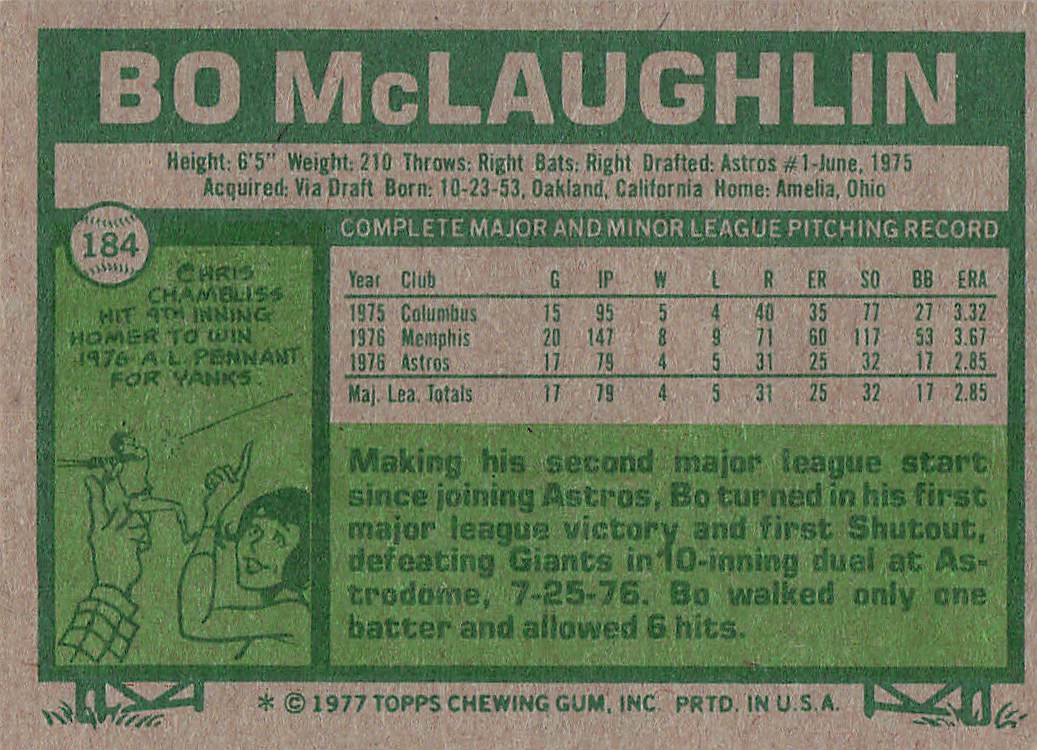 BO McLAUGHLIN
Height: 6'5" Weight: 210 Throws: Right Bats: Right Drafted: Astros #1-June, 1975
Acquired: Via Draft Born: 10-23-53, Oakland, California Home: Amelia, Ohio
184
CHRIS
CHAMBLISS
HIT 9TH INNING
HOMER TO WIN
1976 A.L. PENNANT
FOR YANKS
COMPLETE MAJOR AND MINOR LEAGUE PITCHING RECORD
Year Club G IP W L R ER SO BB ERA
1975 Columbus 15 95 5 4 40 35 77 27 3.32
1976 Memphis 20 147 8 9 71 60 117 53 3.67
1976 Astros 17 79 4 5 31 25 32 17 2.85
Maj. Lea. Totals 17 79 4 5 31 25 32 17 2.85
Making his second major league start
since joining Astros, Bo turned in his first
major league victory and first Shutout,
defeating Giants in 10-inning dual at As-
trodome, 7-25-76. Bo walked only one
batter and allowed 6 hits.
* © 1977 TOPPS CHEWING GUM, INC. PRTD. IN U.S.A.